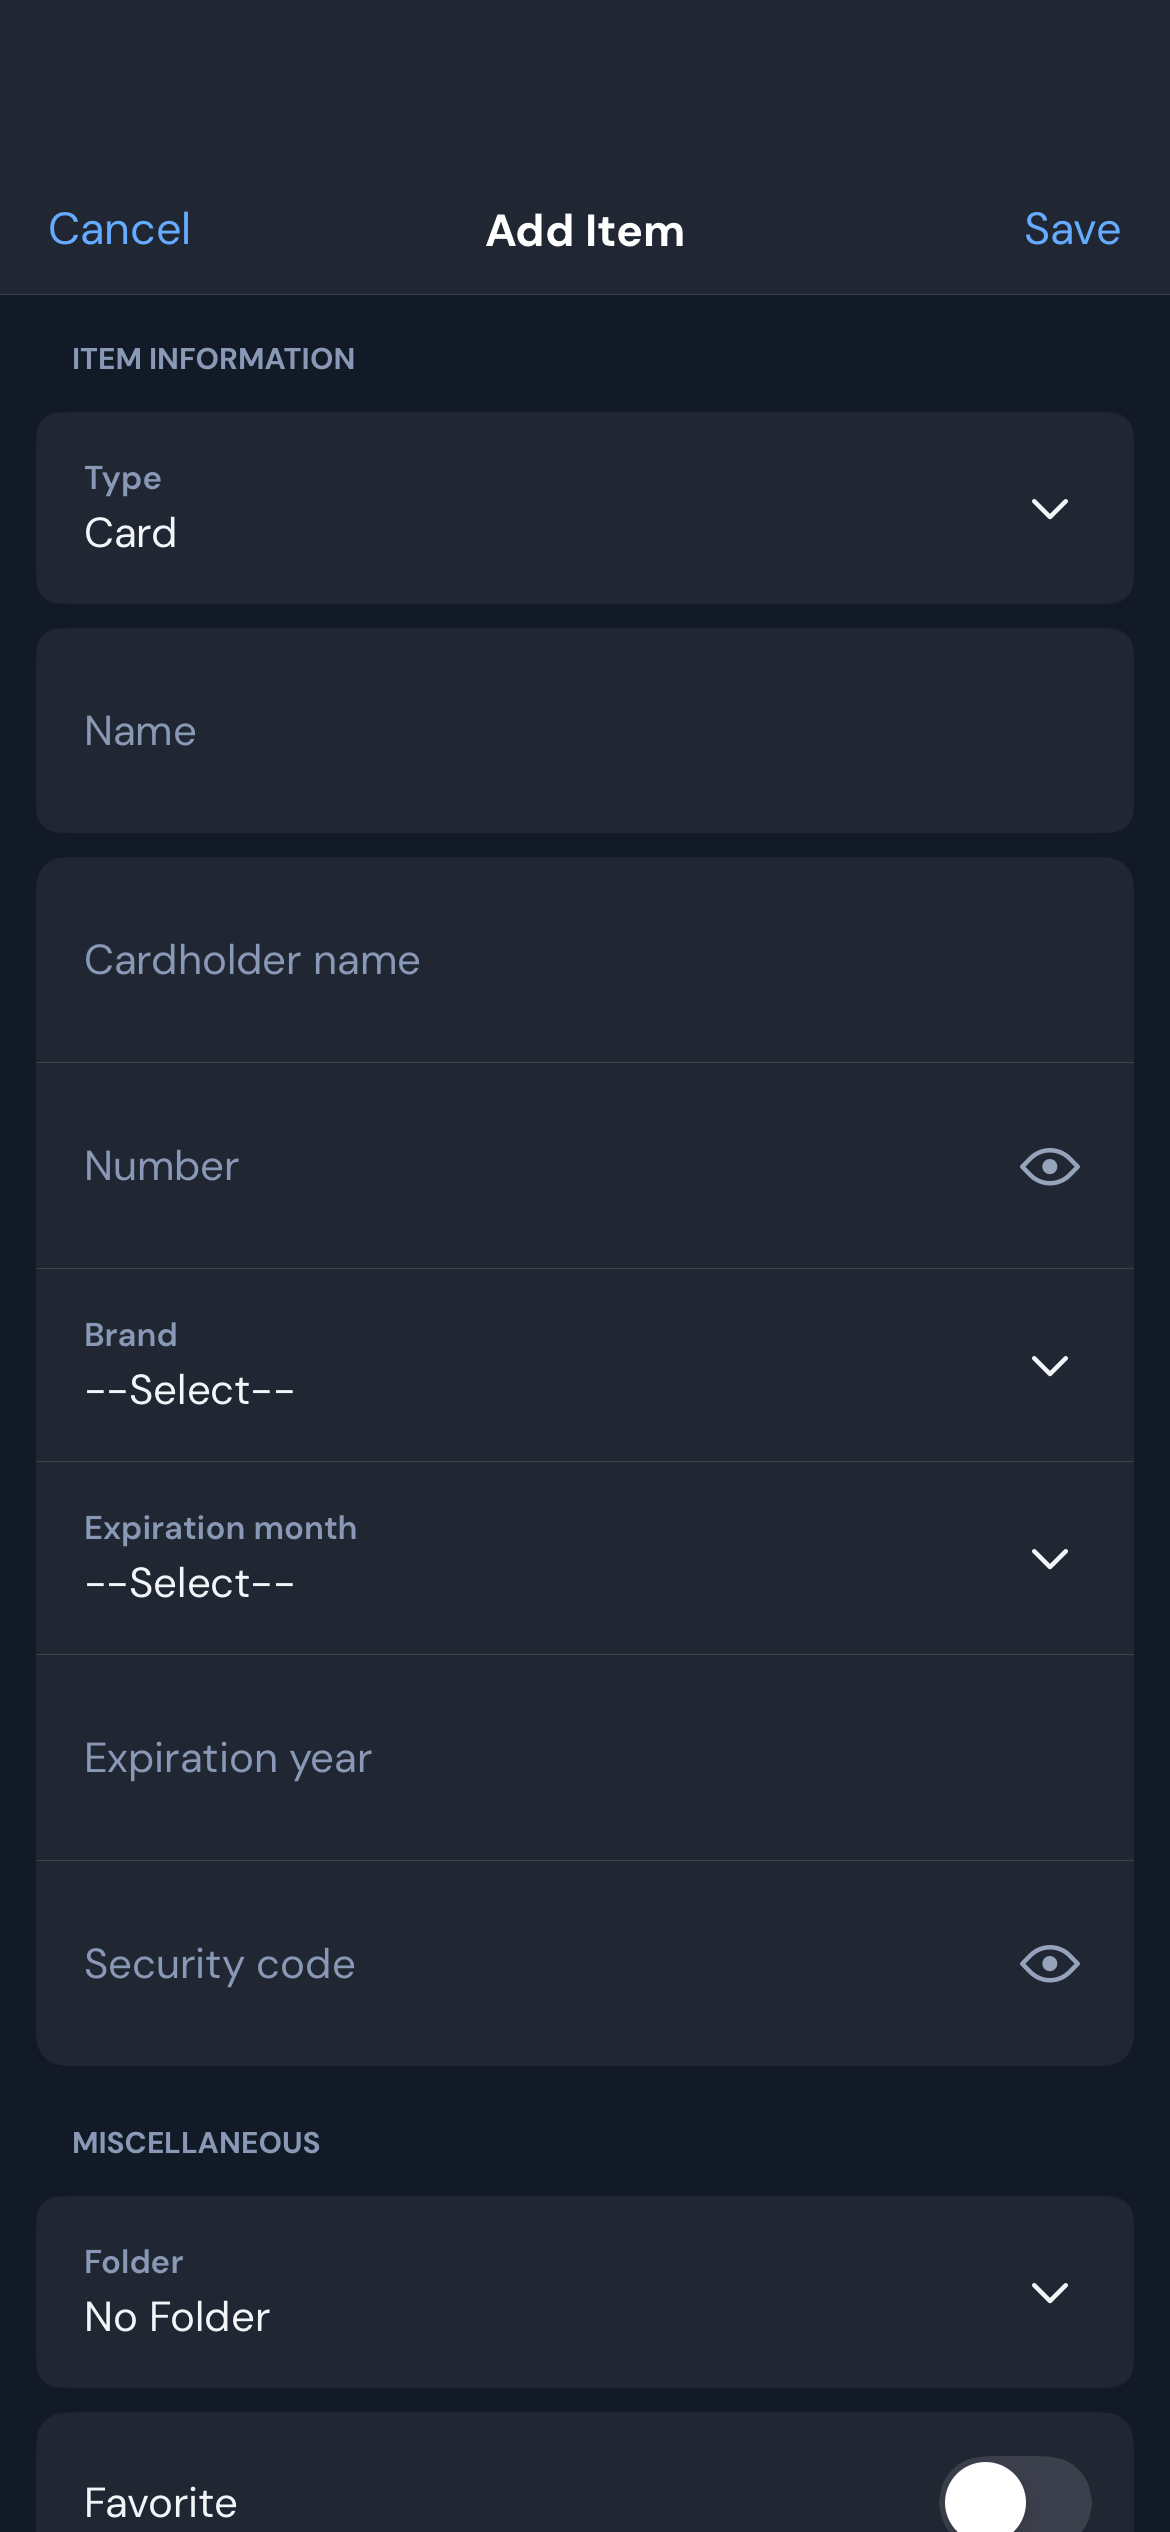 Cancel
Add Item
Save
ITEM INFORMATION
Type
Card
Name
Cardholder name
Number
Brand
--Select--
Expiration month
--Select--
Expiration year
Security code
MISCELLANEOUS
Folder
No Folder
Favorite